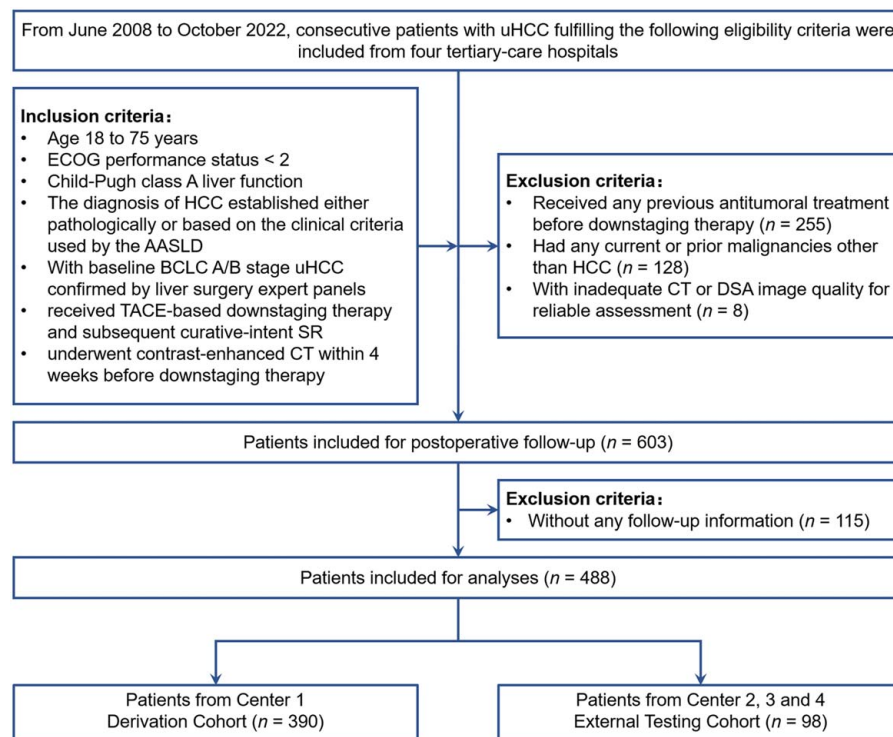 From June 2008 to October 2022, consecutive patients with uHCC fulfilling the following eligibility criteria were
included from four tertiary-care hospitals
Inclusion criteria:
• Age 18 to 75 years
• ECOG performance status < 2
• Child-Pugh class A liver function
• The diagnosis of HCC established either
pathologically or based on the clinical criteria
used by the AASLD
• With baseline BCLC A/B stage uHCC
confirmed by liver surgery expert panels
• received TACE-based downstaging therapy
and subsequent curative-intent SR
• underwent contrast-enhanced CT within 4
weeks before downstaging therapy
Exclusion criteria:
• Received any previous antitumoral treatment
before downstaging therapy (n = 255)
• Had any current or prior malignancies other
than HCC (n = 128)
• With inadequate CT or DSA image quality for
reliable assessment (n = 8)
Patients included for postoperative follow-up (n = 603)
Exclusion criteria:
• Without any follow-up information (n = 115)
Patients included for analyses (n = 488)
Patients from Center 1
Derivation Cohort (n = 390)
Patients from Center 2, 3 and 4
External Testing Cohort (n = 98)